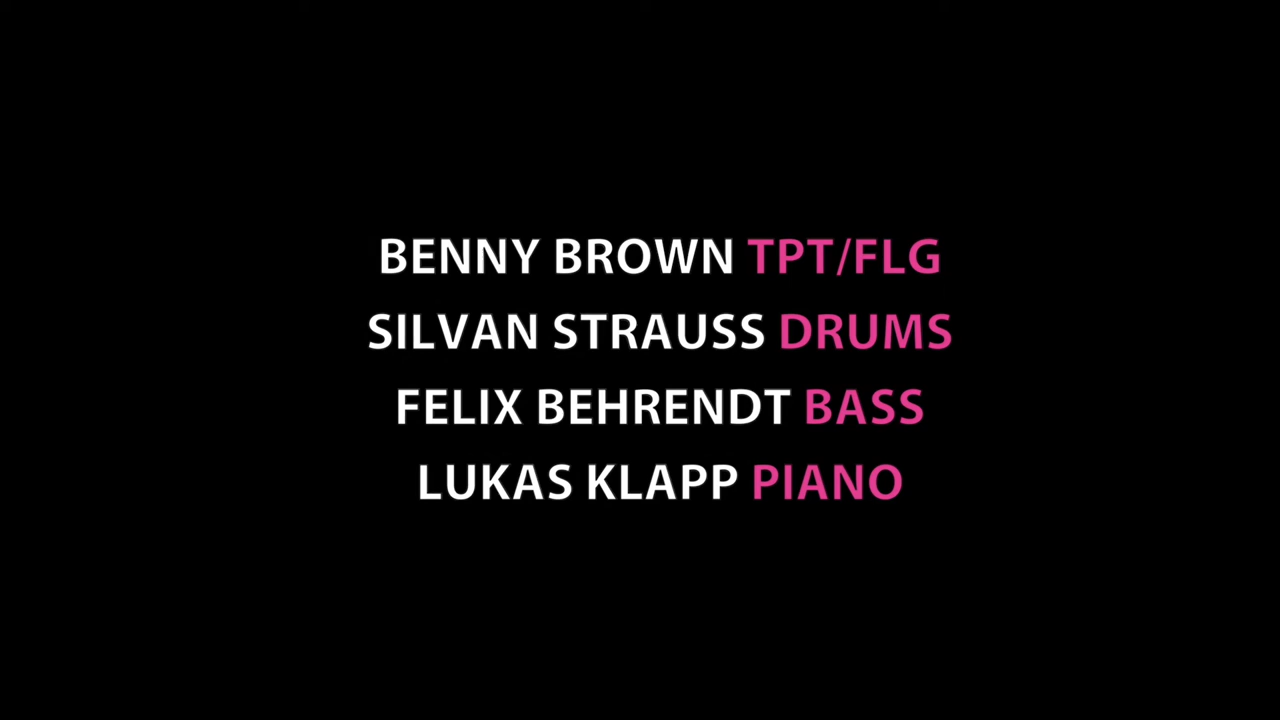 BENNY BROWN TPT/FLG
SILVAN STRAUSS DRUMS
FELIX BEHRENDT BASS
LUKAS KLAPP PIANO